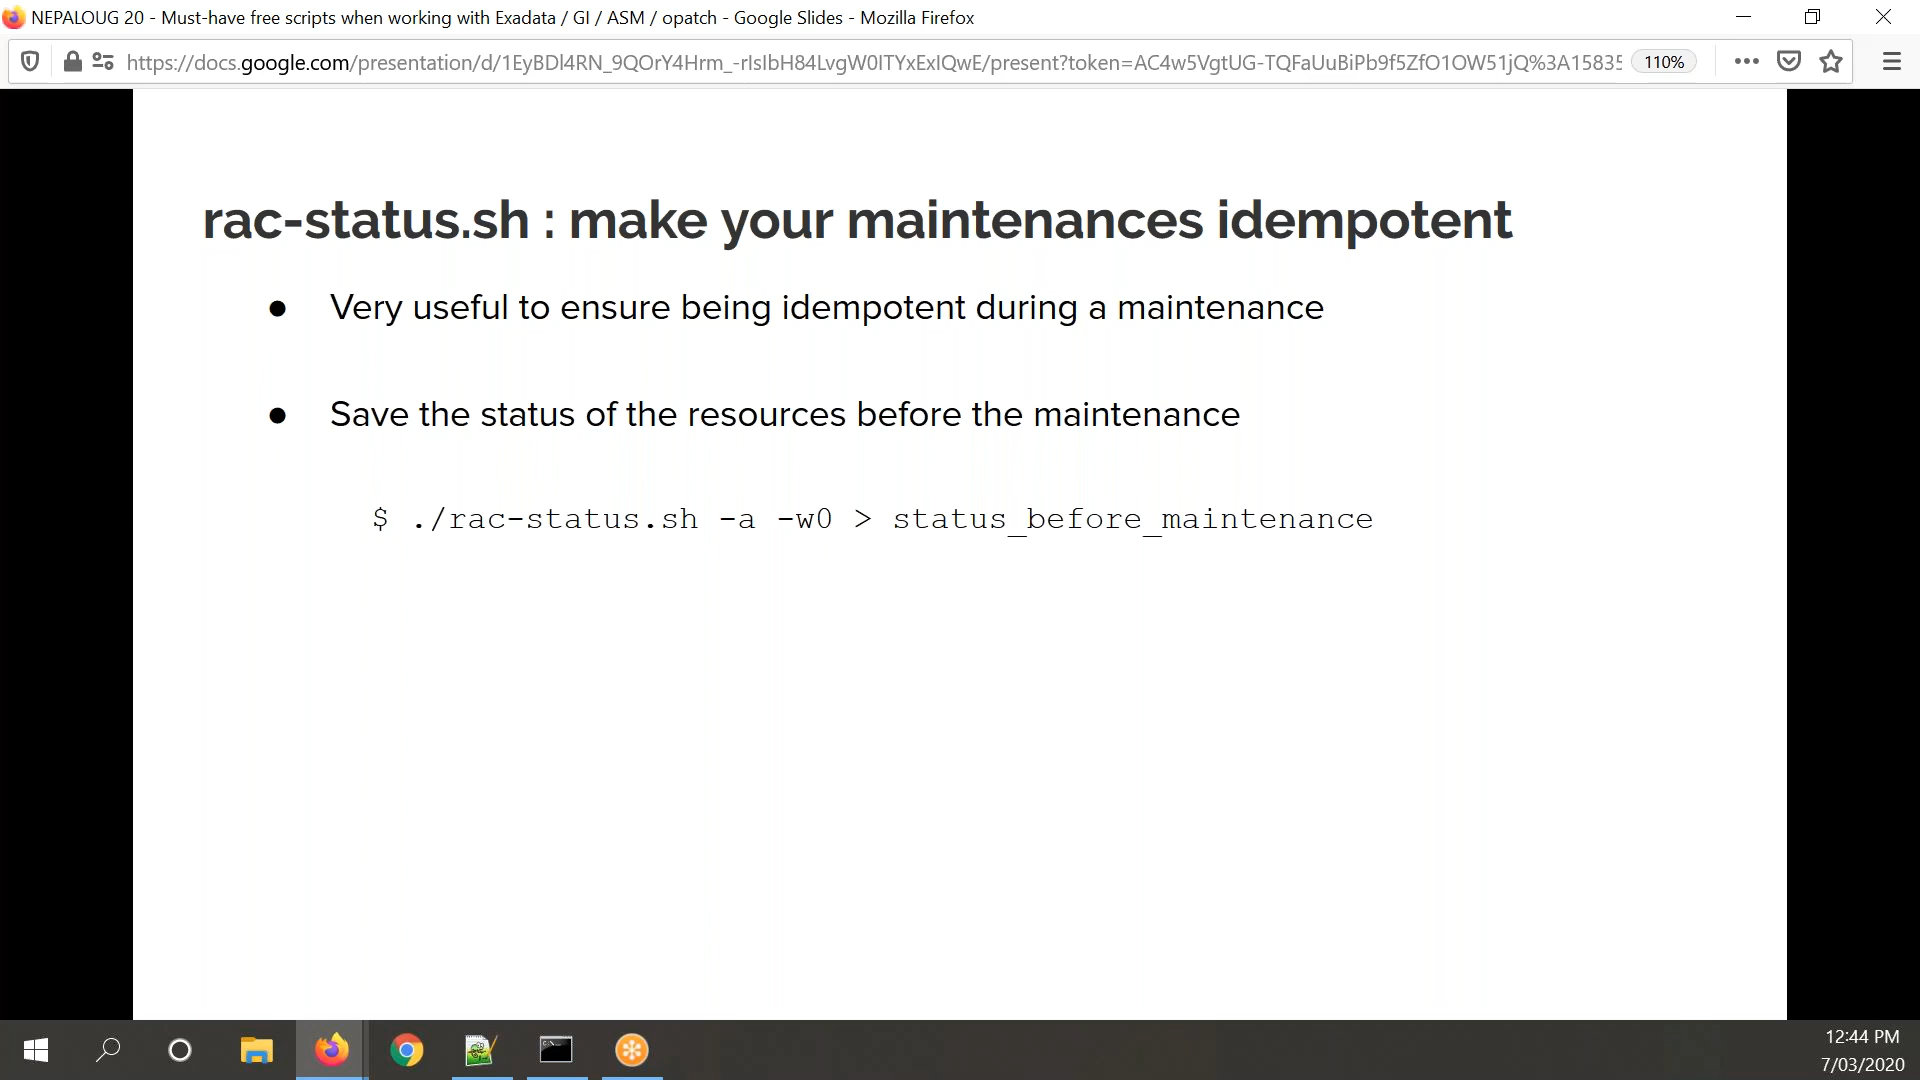 NEPALOUG 20 - Must-have free scripts when working with Exadata / GI / ASM / opatch - Google Slides - Mozilla Firefox
https://docs.google.com/presentation/d/1EyBDl4RN_9QOrY4Hrm_-rIsIbH84LvgW0ITYxExIQwE/present?token=AC4w5VgtUG-TQFaUuBiPb9f5ZfO1OW51jQ%3A15835
110%
rac-status.sh : make your maintenances idempotent
● Very useful to ensure being idempotent during a maintenance
● Save the status of the resources before the maintenance
$ ./rac-status.sh -a -w0 > status_before_maintenance
12:44 PM
7/03/2020